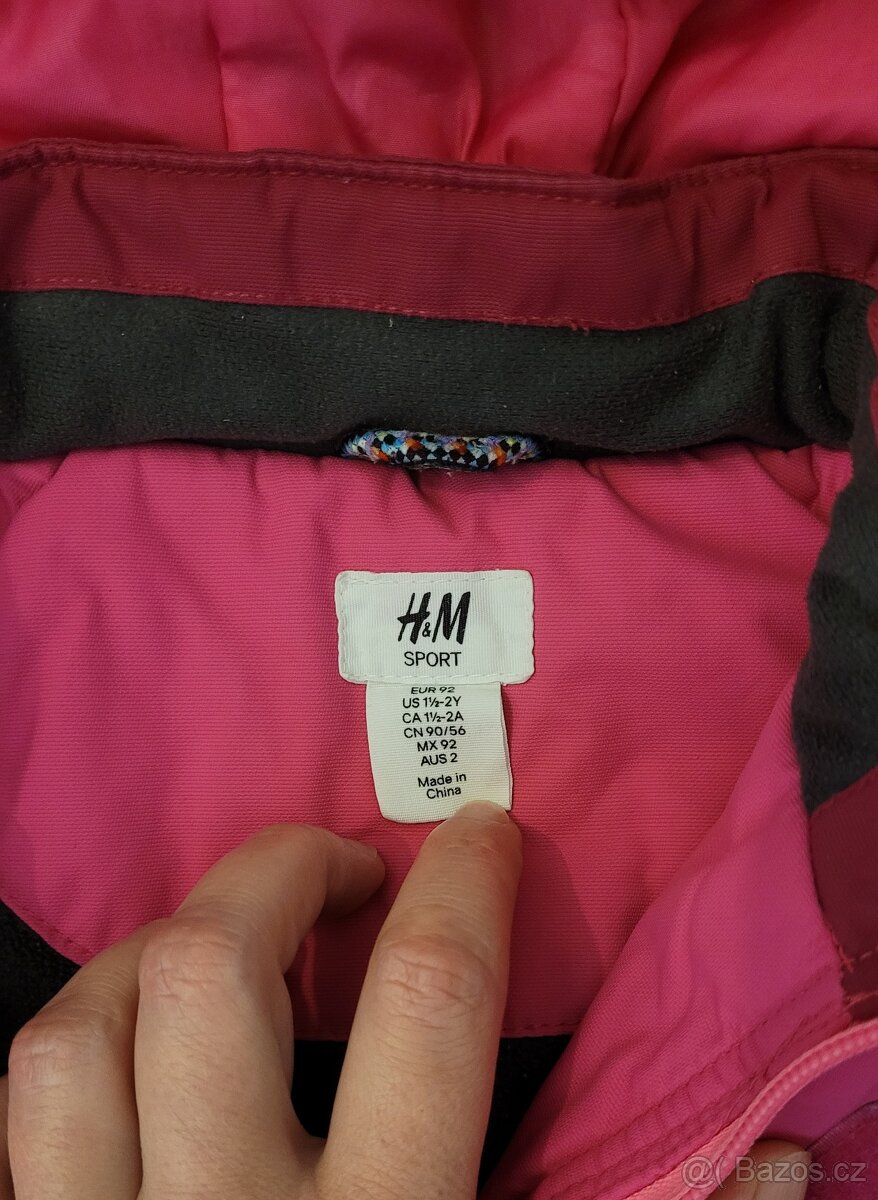 H&M
SPORT
EUR 92
US 1½-2Y
CA 1½-2A
CN 90/56
MX 92
AUS 2
Made in
China
@( Bazos.cz